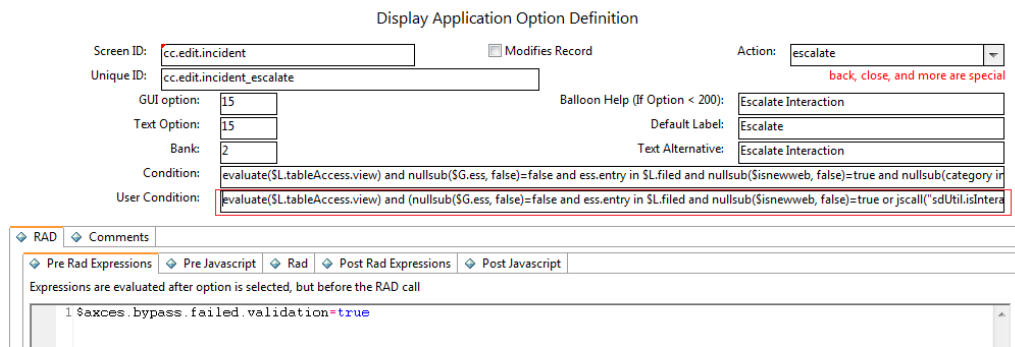 Display Application Option Definition
Screen ID: cc.edit.incident Modifies Record Action: escalate
Unique ID: cc.edit.incident_escalate back, close, and more are special
GUI option: 15 Balloon Help (If Option < 200): Escalate Interaction
Text Option: 15 Default Label: Escalate
Bank: 2 Text Alternative: Escalate Interaction
Condition: evaluate($L.tableAccess.view) and nullsub($G.ess, false)=false and ess.entry in $L.filed and nullsub($isnewweb, false)=true and nullsub(category in
User Condition: evaluate($L.tableAccess.view) and (nullsub($G.ess, false)=false and ess.entry in $L.filed and nullsub($isnewweb, false)=true or jscall("sdUtil.isIntera
RAD Comments
Pre Rad Expressions Pre Javascript Rad Post Rad Expressions Post Javascript
Expressions are evaluated after option is selected, but before the RAD call
1 $axces.bypass.failed.validation=true